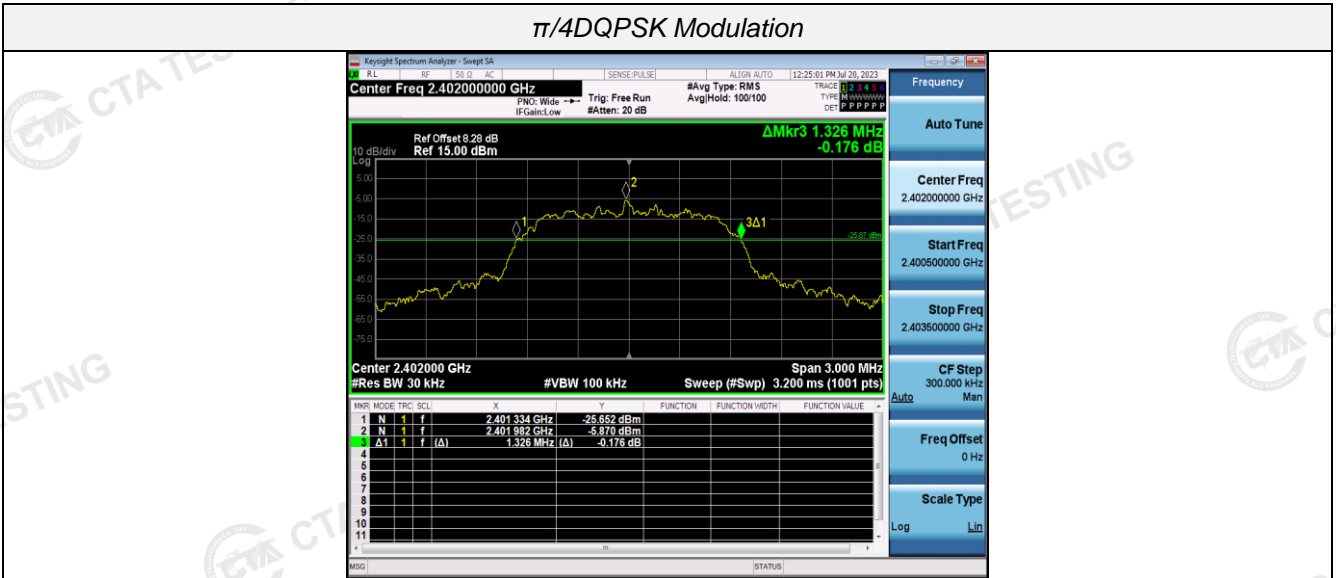 π/4DQPSK Modulation
Keysight Spectrum Analyzer - Swept SA
RL RF 50 Ω AC SENSE:PULSE ALIGN AUTO 12:25:01 PM Jul 20, 2023
Center Freq 2.402000000 GHz #Avg Type: RMS TRACE 1 2 3 4 5 6
PNO: Wide Trig: Free Run Avg|Hold: 100/100 TYPE MWWWWW
IFGain:Low #Atten: 20 dB DET P P P P P P
Frequency
Auto Tune
Center Freq
2.402000000 GHz
Start Freq
2.400500000 GHz
Stop Freq
2.403500000 GHz
CF Step
300.000 kHz
Auto Man
Freq Offset
0 Hz
Scale Type
Log Lin
ΔMkr3 1.326 MHz
-0.176 dB
Ref Offset 8.28 dB
10 dB/div Ref 15.00 dBm
Log
5.00
-5.00
-15.0
-25.0
-35.0
-45.0
-55.0
-65.0
-75.0
1
2
3Δ1
-25.87 dBm
Center 2.402000 GHz Span 3.000 MHz
#Res BW 30 kHz #VBW 100 kHz Sweep (#Swp) 3.200 ms (1001 pts)
MKR MODE TRC SCL X Y FUNCTION FUNCTION WIDTH FUNCTION VALUE
1 N 1 f 2.401 334 GHz -25.652 dBm
2 N 1 f 2.401 982 GHz -5.870 dBm
3 Δ1 1 f (Δ) 1.326 MHz (Δ) -0.176 dB
4
5
6
7
8
9
10
11
MSG STATUS
CTA TESTING
TESTING
STING
CTA
C